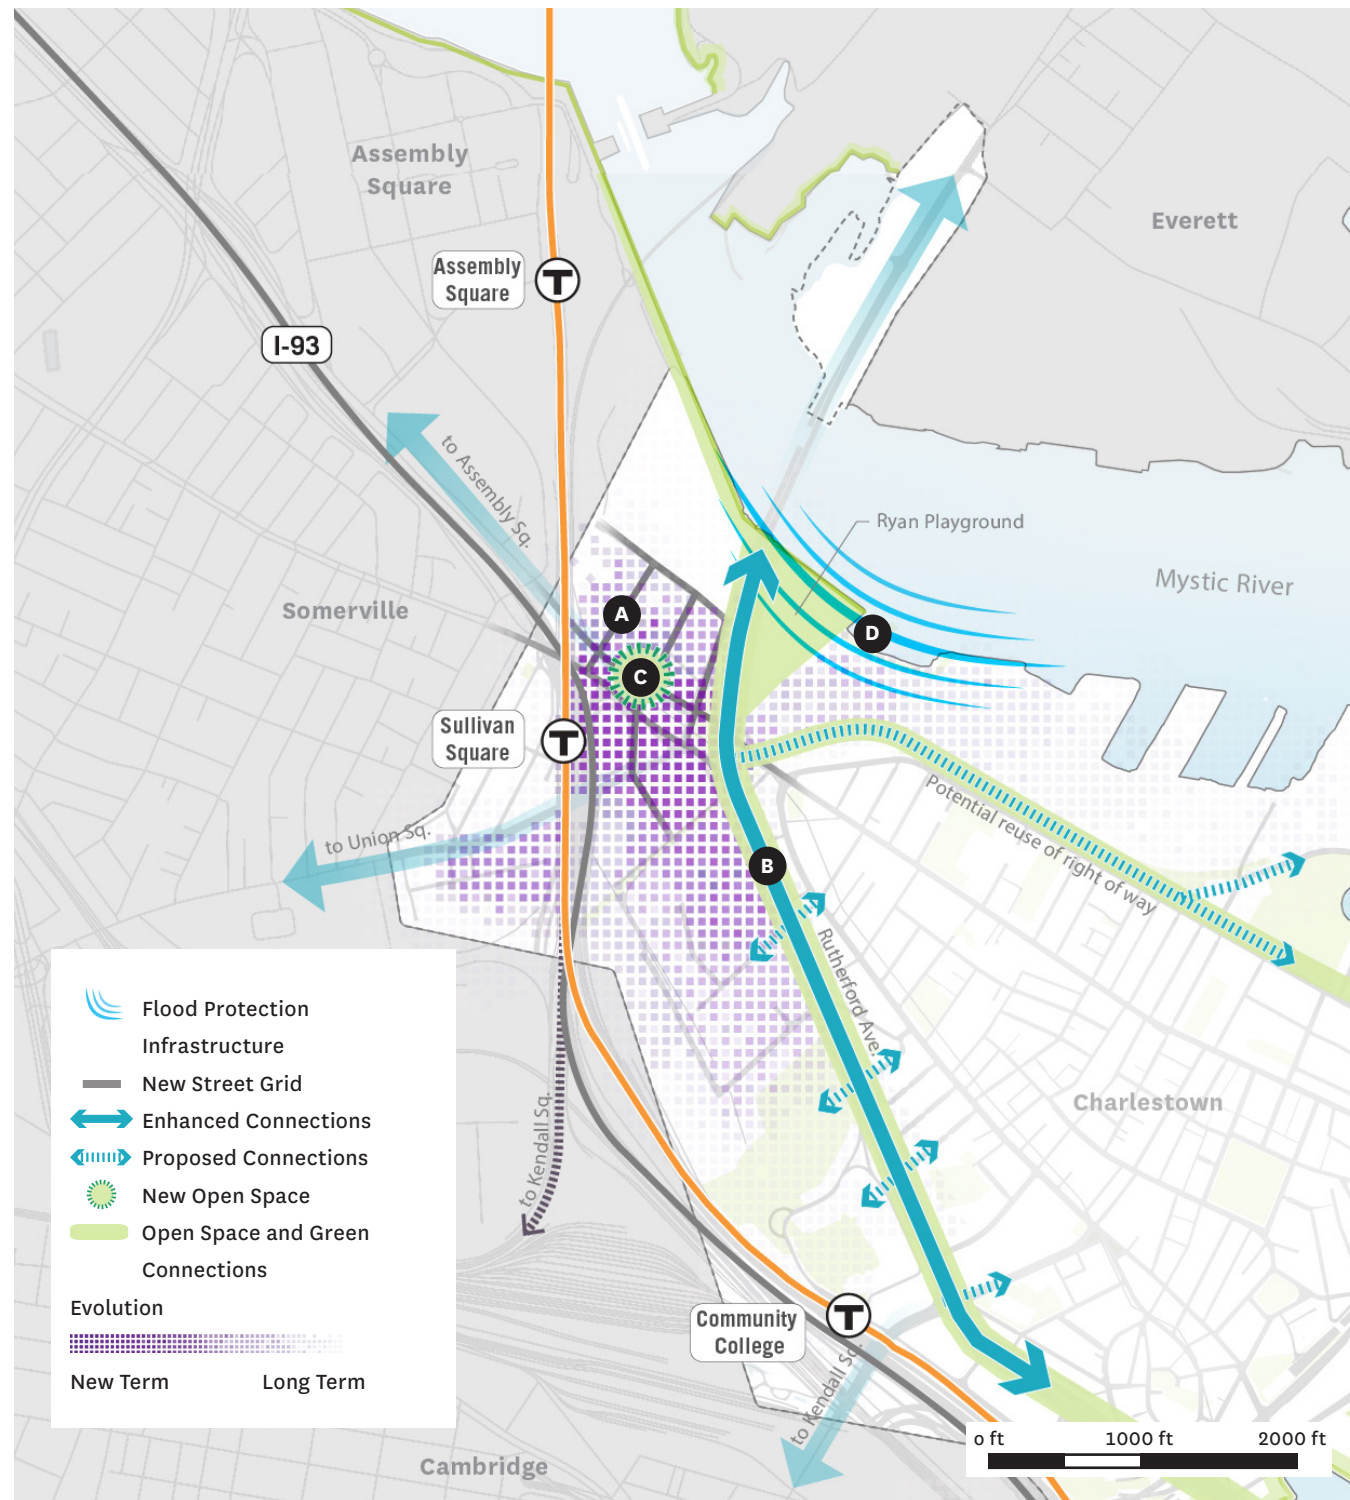 Assembly
Square
Everett
Assembly
Square
T
I-93
to Assembly Sq.
Ryan Playground
Mystic River
Somerville
A
D
C
Sullivan
Square
T
to Union Sq.
Potential reuse of right of way
B
Rutherford Ave.
Flood Protection
Infrastructure
New Street Grid
Enhanced Connections
Proposed Connections
New Open Space
Open Space and Green
Connections
Evolution
New Term
Long Term
to Kendall Sq.
Charlestown
Community
College
T
to Kendall Sq.
Cambridge
0 ft
1000 ft
2000 ft